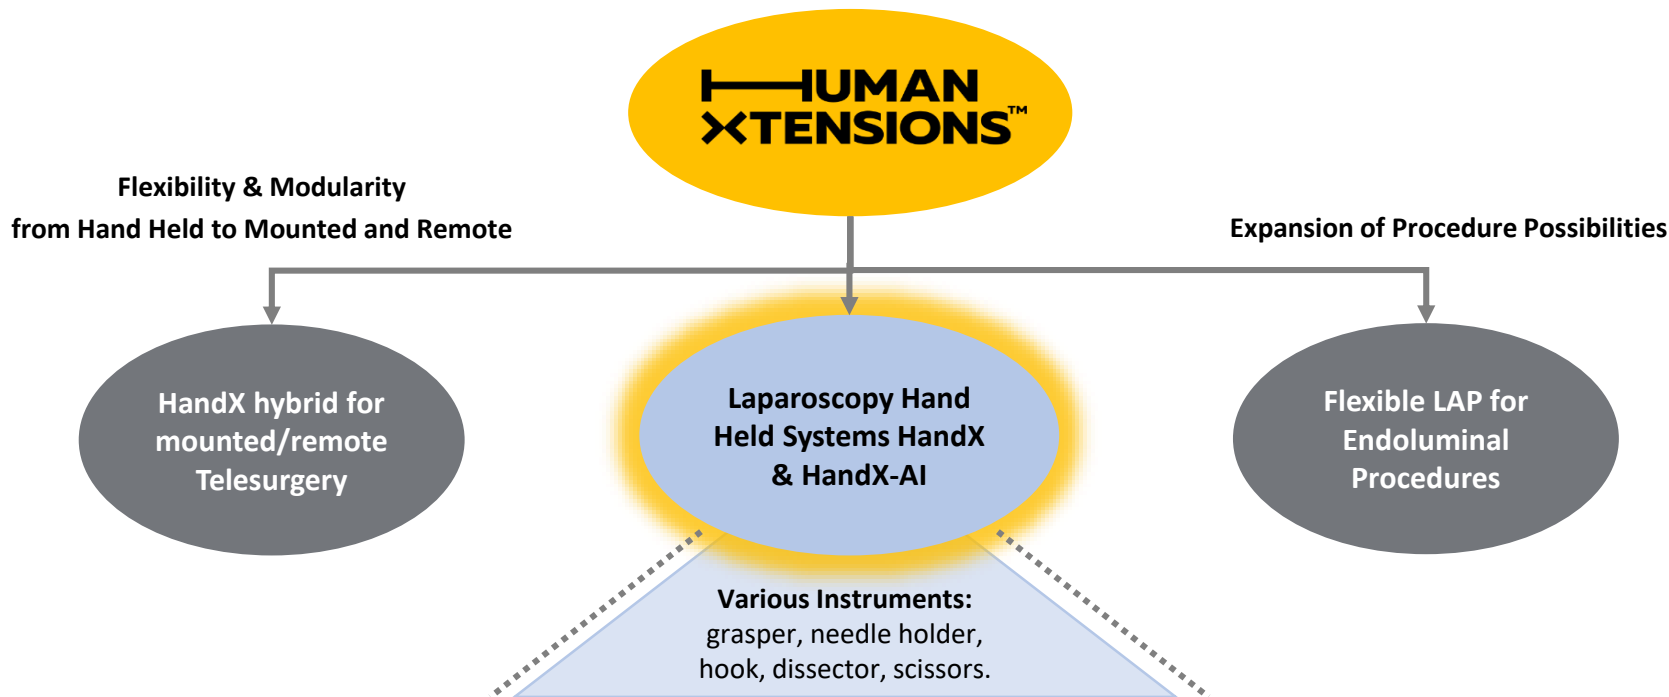 HUMAN
XTENSIONS™
Flexibility & Modularity
from Hand Held to Mounted and Remote
Expansion of Procedure Possibilities
HandX hybrid for
mounted/remote
Telesurgery
Laparoscopy Hand
Held Systems HandX
& HandX-AI
Flexible LAP for
Endoluminal
Procedures
Various Instruments:
grasper, needle holder,
hook, dissector, scissors.